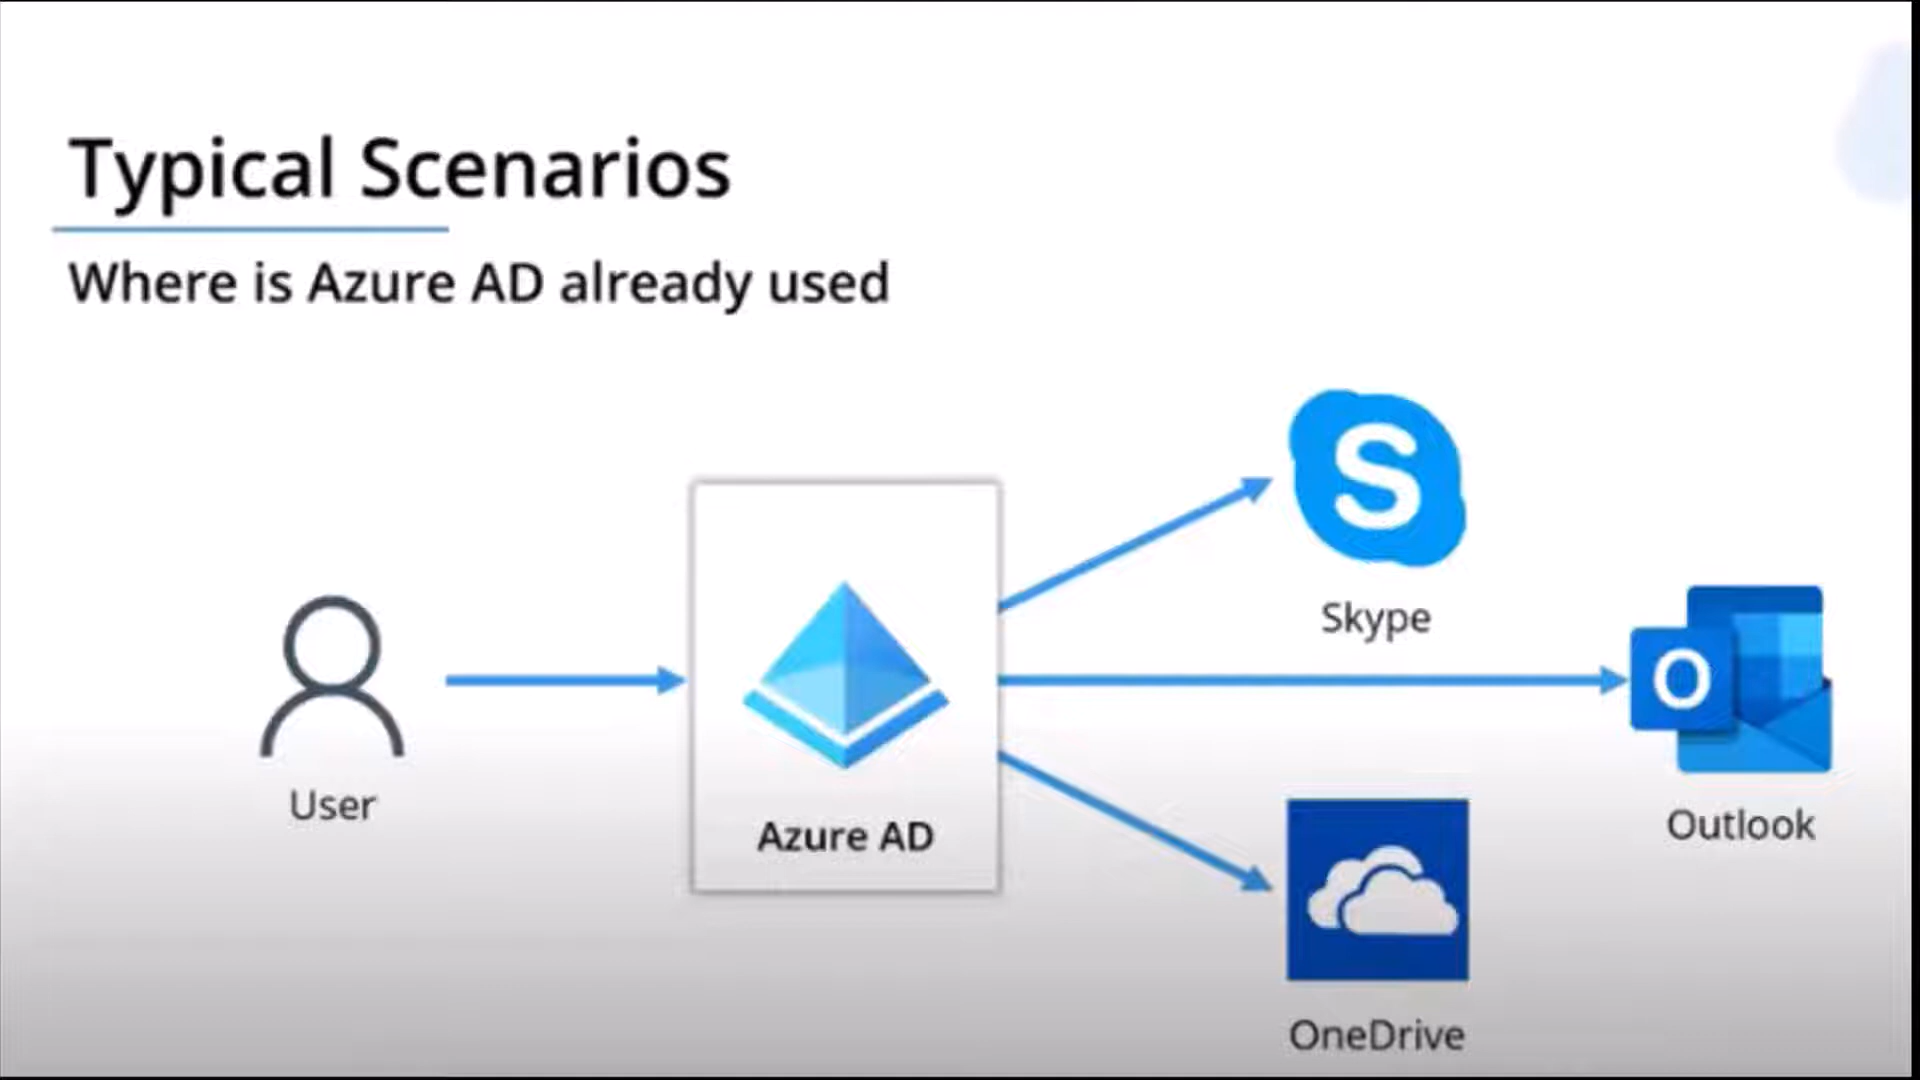 Typical Scenarios
Where is Azure AD already used
S
Skype
O
User
Azure AD
Outlook
OneDrive